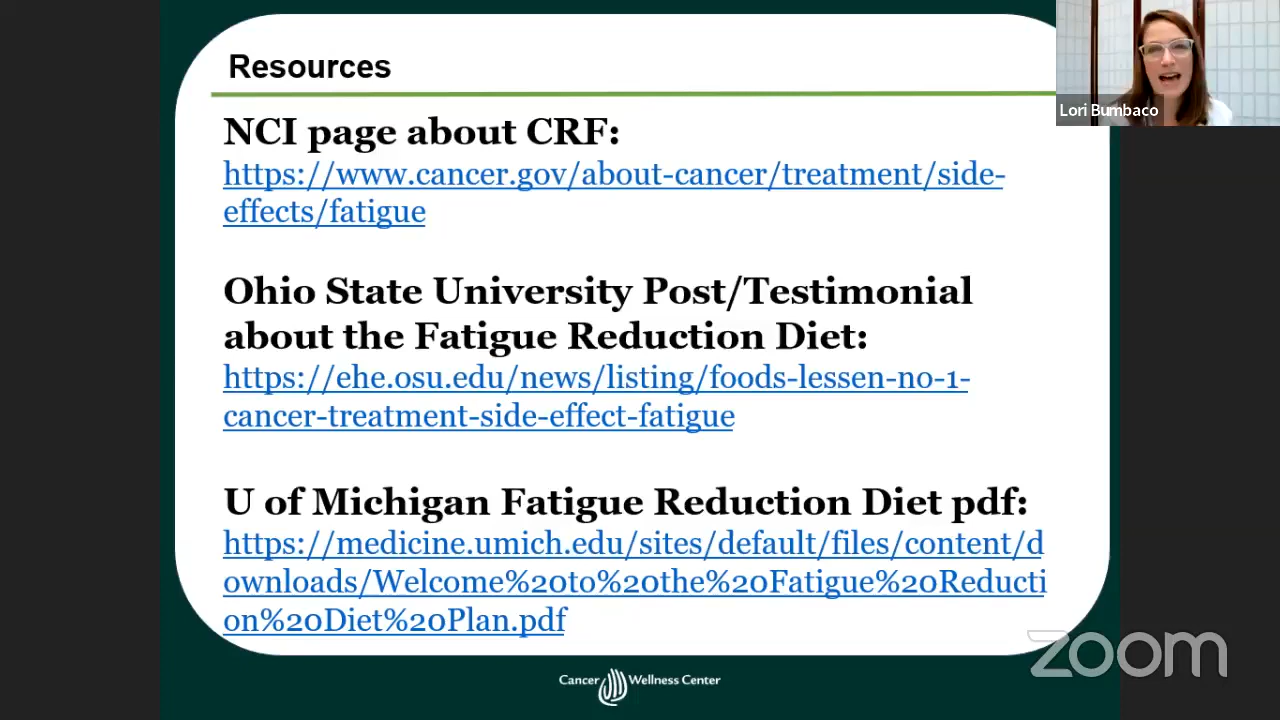 Resources
Lori Bumbaco
NCI page about CRF:
https://www.cancer.gov/about-cancer/treatment/side-
effects/fatigue
Ohio State University Post/Testimonial
about the Fatigue Reduction Diet:
https://ehe.osu.edu/news/listing/foods-lessen-no-1-
cancer-treatment-side-effect-fatigue
U of Michigan Fatigue Reduction Diet pdf:
https://medicine.umich.edu/sites/default/files/content/d
ownloads/Welcome%20to%20the%20Fatigue%20Reducti
on%20Diet%20Plan.pdf
zoom
Cancer Wellness Center